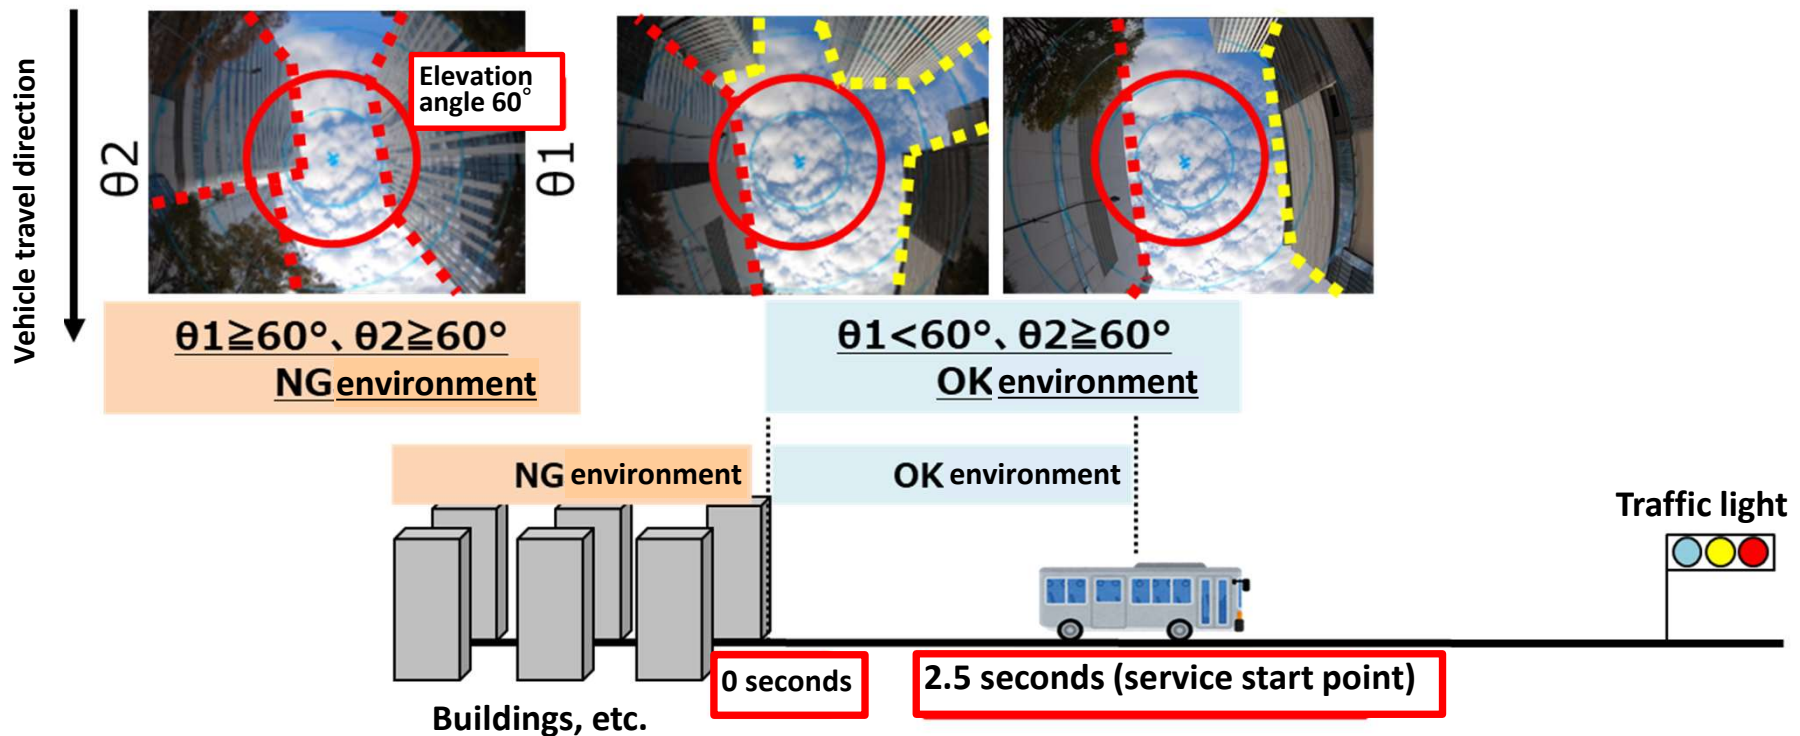 Vehicle travel direction
θ2
Elevation
angle 60°
θ1
θ1≧60°、θ2≧60°
NG environment
θ1<60°、θ2≧60°
OK environment
NG environment
OK environment
Traffic light
0 seconds
2.5 seconds (service start point)
Buildings, etc.